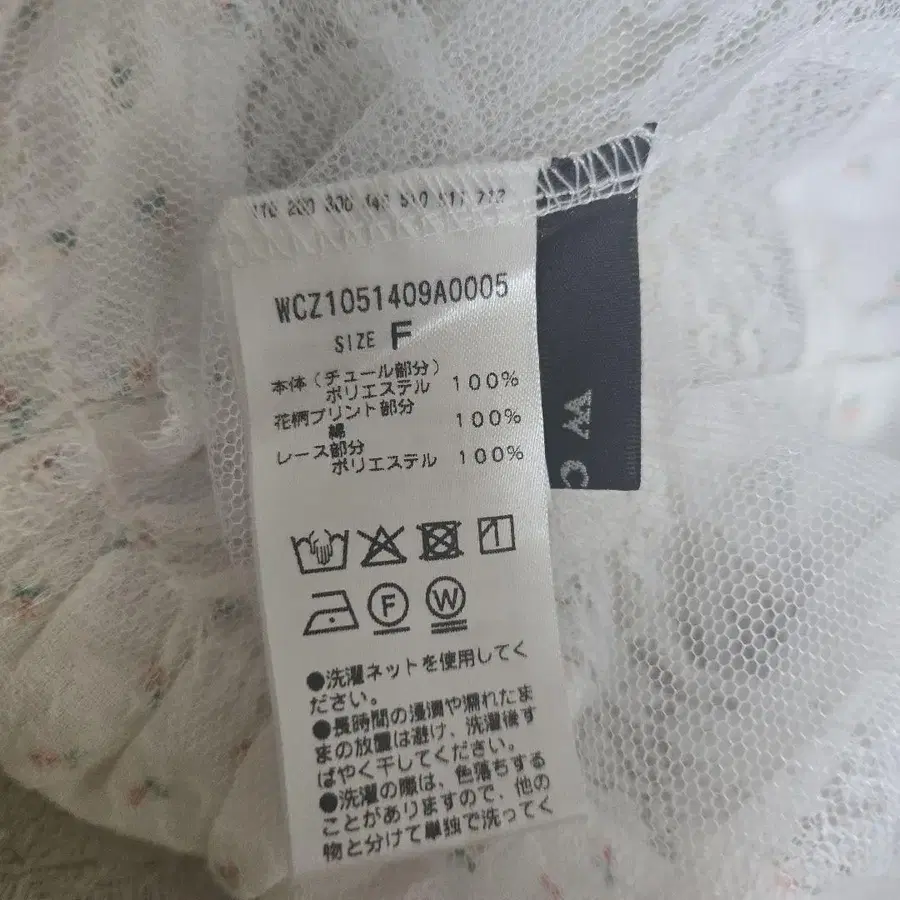 WCZ1051409A0005
SIZE F
本体(チュール部分)
ポリエステル 100%
花柄プリント部分
綿 100%
レース部分
ポリエステル 100%
F W
●洗濯ネットを使用してく
ださい。
●長時間の浸漬や濡れたま
まの放置は避け、洗濯後す
ばやく干してください。
●洗濯の際は、色落ちする
ことがありますので、他の
物と分けて単独で洗ってく
W C